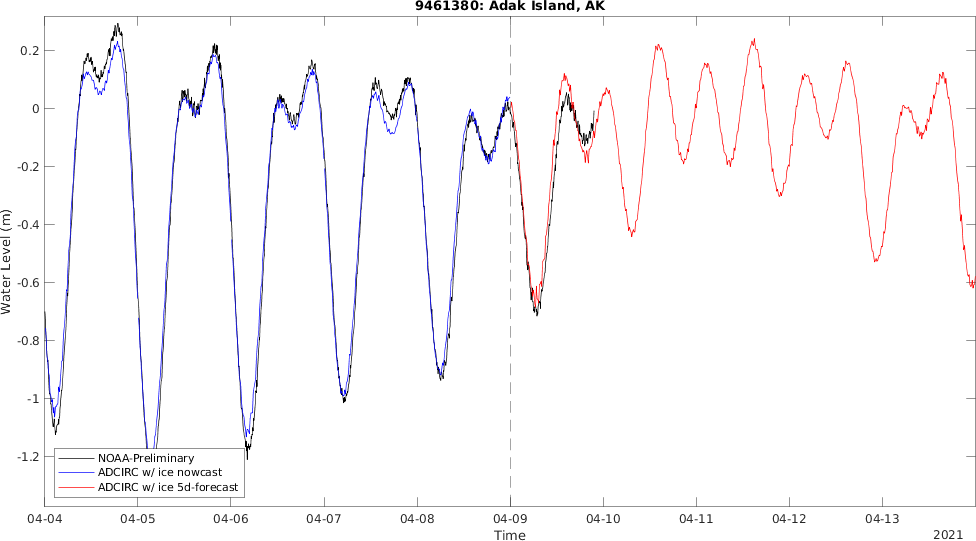 9461380: Adak Island, AK
0.2
0
-0.2
-0.4
-0.6
-0.8
-1
-1.2
Water Level (m)
NOAA-Preliminary
ADCIRC w/ ice nowcast
ADCIRC w/ ice 5d-forecast
04-04 04-05 04-06 04-07 04-08 04-09 04-10 04-11 04-12 04-13
Time
2021